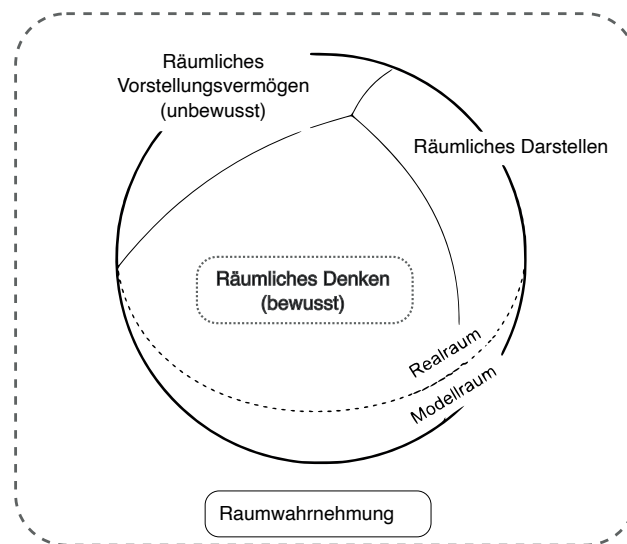 Räumliches
Vorstellungsvermögen
(unbewusst)
Räumliches Darstellen
Räumliches Denken
(bewusst)
Realraum
Modellraum
Raumwahrnehmung